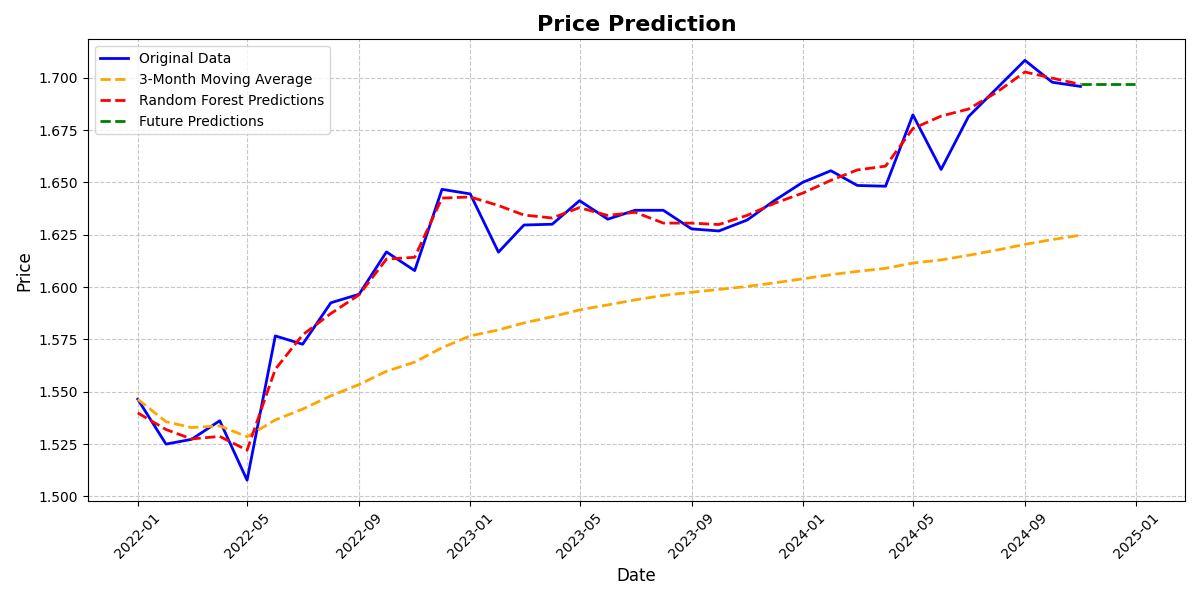 Price Prediction
Original Data
3-Month Moving Average
Random Forest Predictions
Future Predictions
Price
1.700
1.675
1.650
1.625
1.600
1.575
1.550
1.525
1.500
2022-01
2022-05
2022-09
2023-01
2023-05
2023-09
2024-01
2024-05
2024-09
2025-01
Date